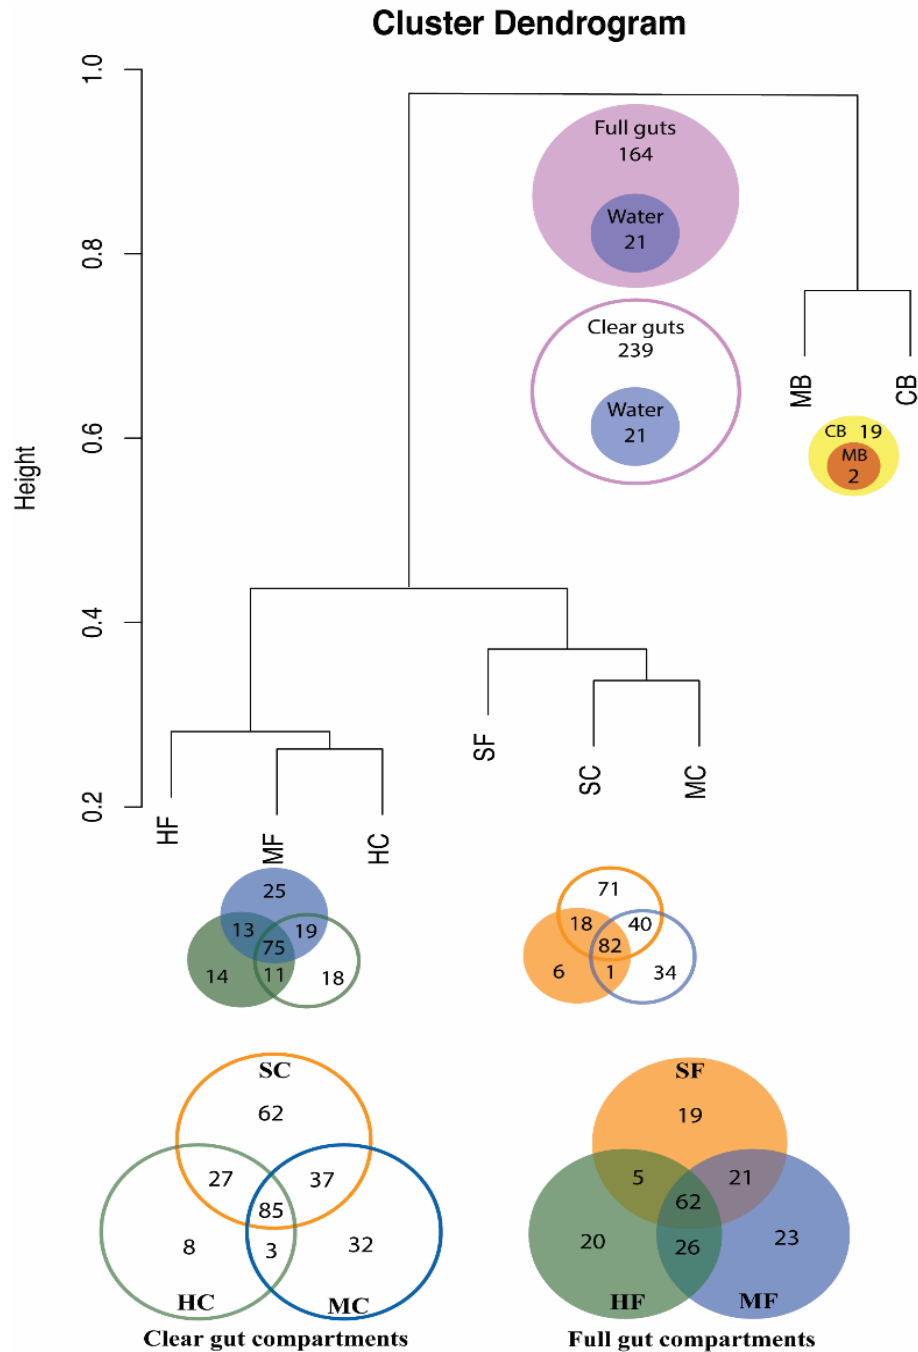 Cluster Dendrogram
Height
1.0
0.8
0.6
0.4
0.2
Full guts
164
Water
21
Clear guts
239
Water
21
MB
CB
CB 19
MB
2
SF
SC
MC
HF
MF
HC
25
13
19
75
14
11
18
71
18
40
82
6
1
34
SC
62
27
37
85
8
3
32
HC
MC
Clear gut compartments
SF
19
5
21
62
20
26
23
HF
MF
Full gut compartments